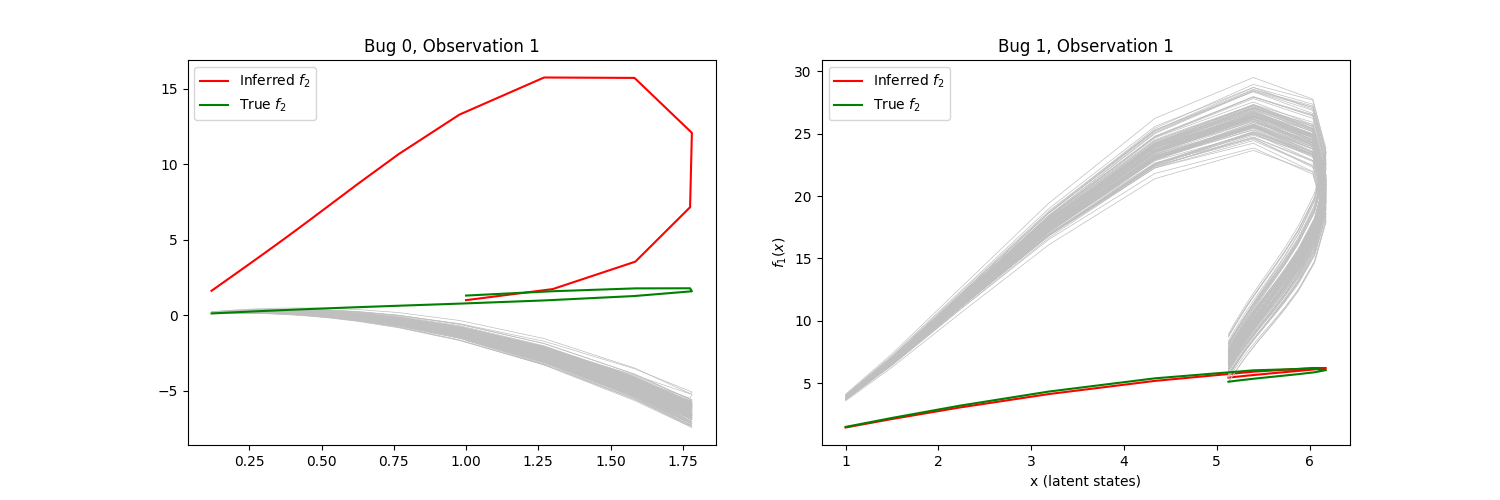 Bug 0, Observation 1
Inferred f₂
True f₂
15
10
5
0
−5
0.25 0.50 0.75 1.00 1.25 1.50 1.75
Bug 1, Observation 1
Inferred f₂
True f₂
30
25
20
15
10
5
f₁(x)
1 2 3 4 5 6
x (latent states)